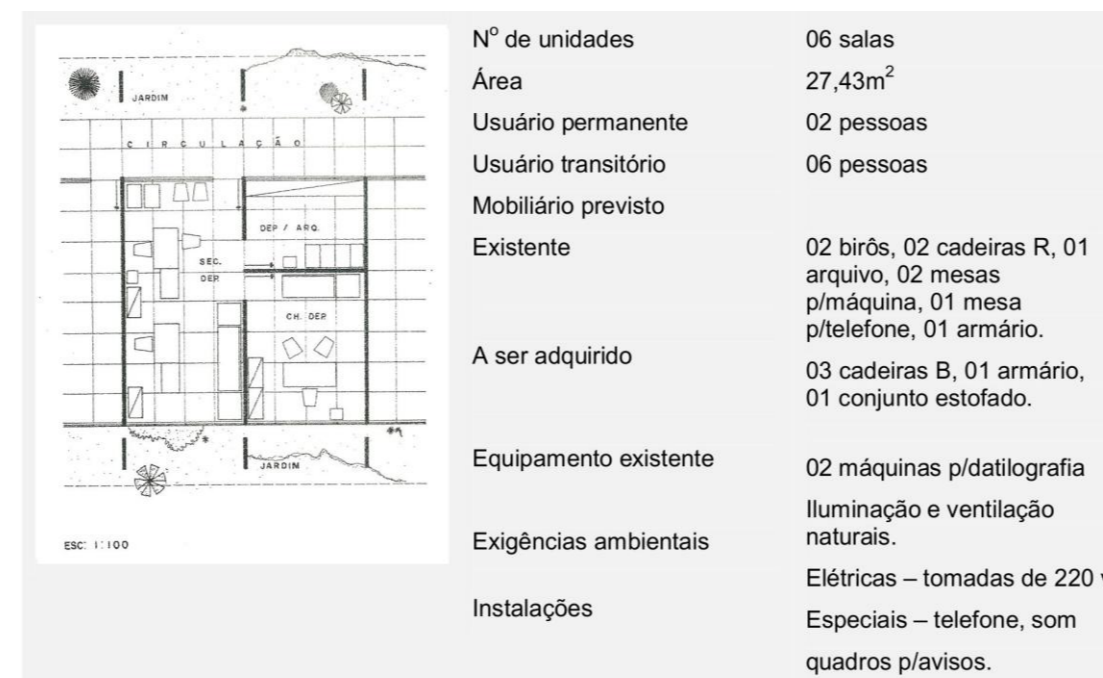 JARDIM
CIRCULAÇÃO
DEP / ARQ.
SEC.
DEP.
CH. DEP.
JARDIM
ESC: 1:100
Nº de unidades 06 salas
Área 27,43m²
Usuário permanente 02 pessoas
Usuário transitório 06 pessoas
Mobiliário previsto
Existente 02 birôs, 02 cadeiras R, 01
arquivo, 02 mesas
p/máquina, 01 mesa
p/telefone, 01 armário.
A ser adquirido
03 cadeiras B, 01 armário,
01 conjunto estofado.
Equipamento existente 02 máquinas p/datilografia
Iluminação e ventilação
Exigências ambientais naturais.
Elétricas – tomadas de 220
Instalações Especiais – telefone, som
quadros p/avisos.